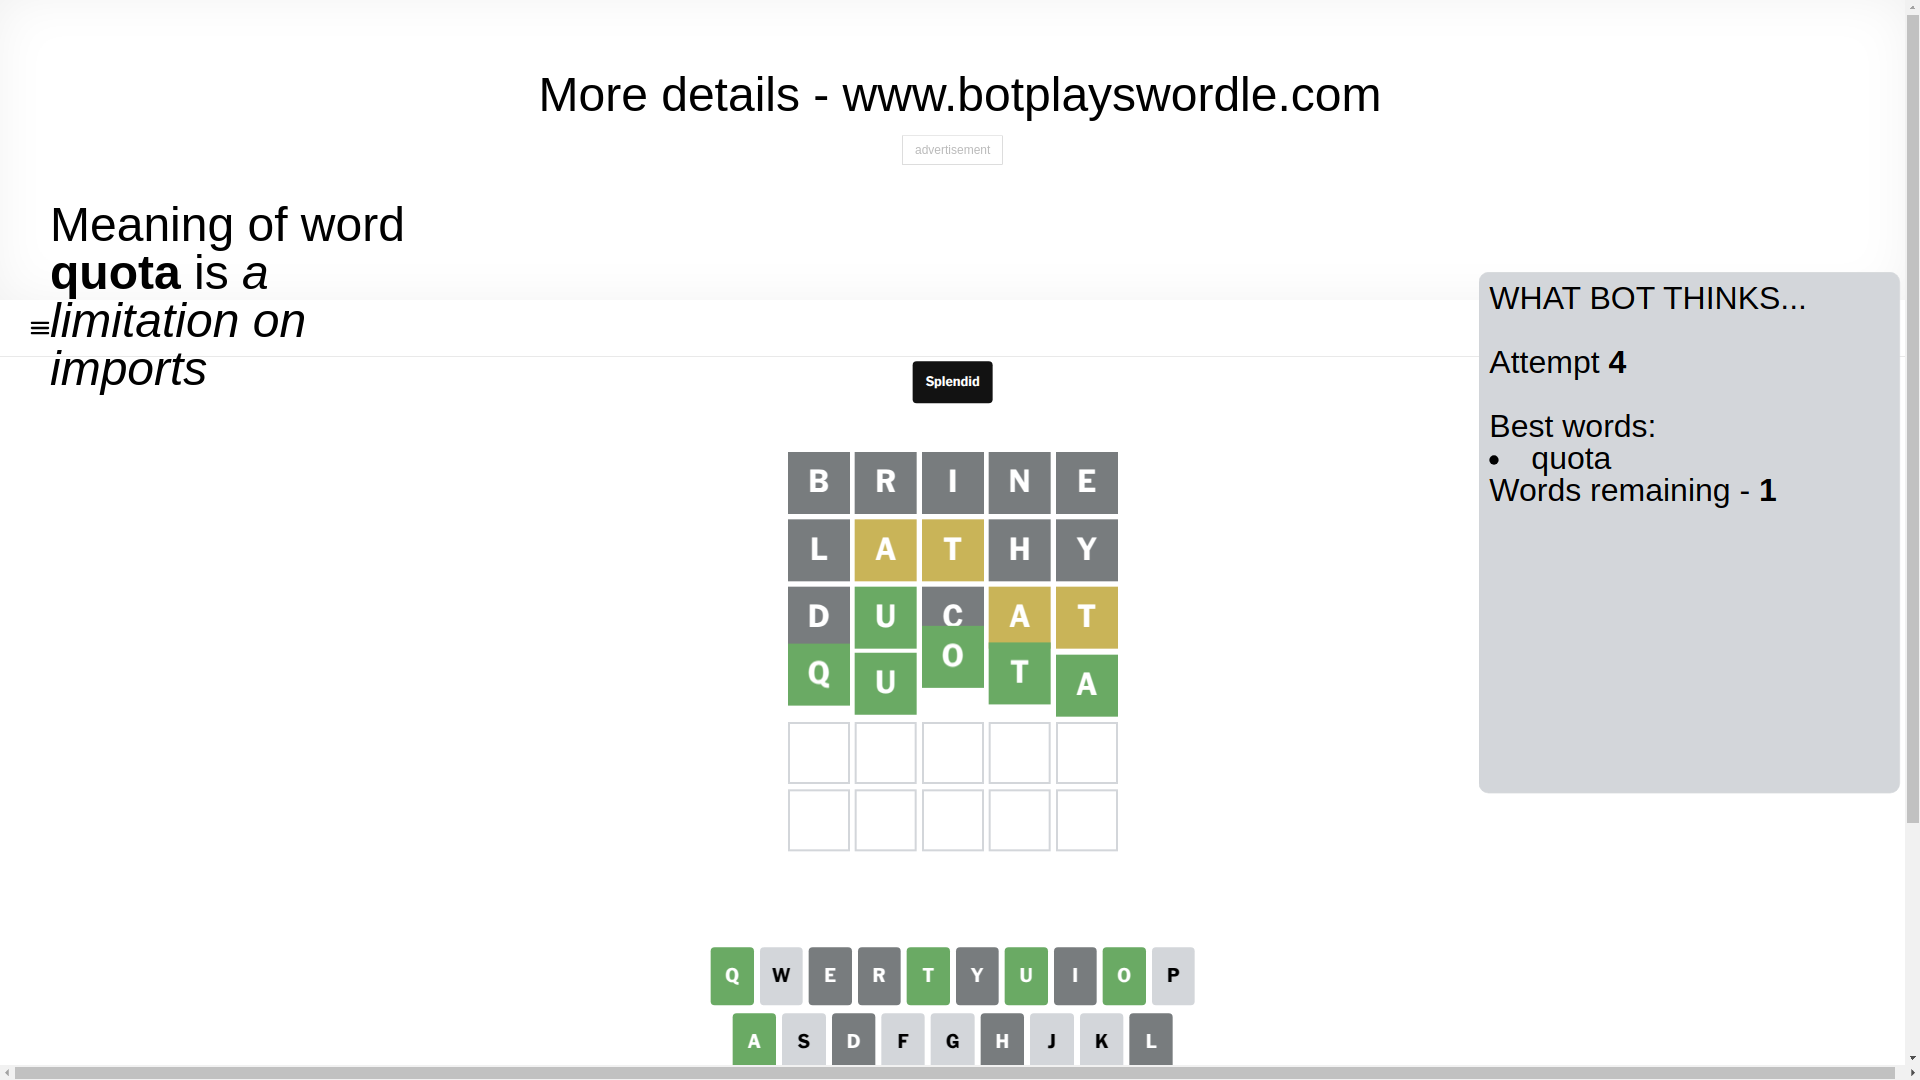 More details - www.botplayswordle.com
advertisement
Meaning of word
quota is a
limitation on
imports
WHAT BOT THINKS...
Attempt 4
Best words:
• quota
Words remaining - 1
Splendid
B R I N E
L A T H Y
D U C A T
Q U O T A
Q W E R T Y U I O P
A S D F G H J K L